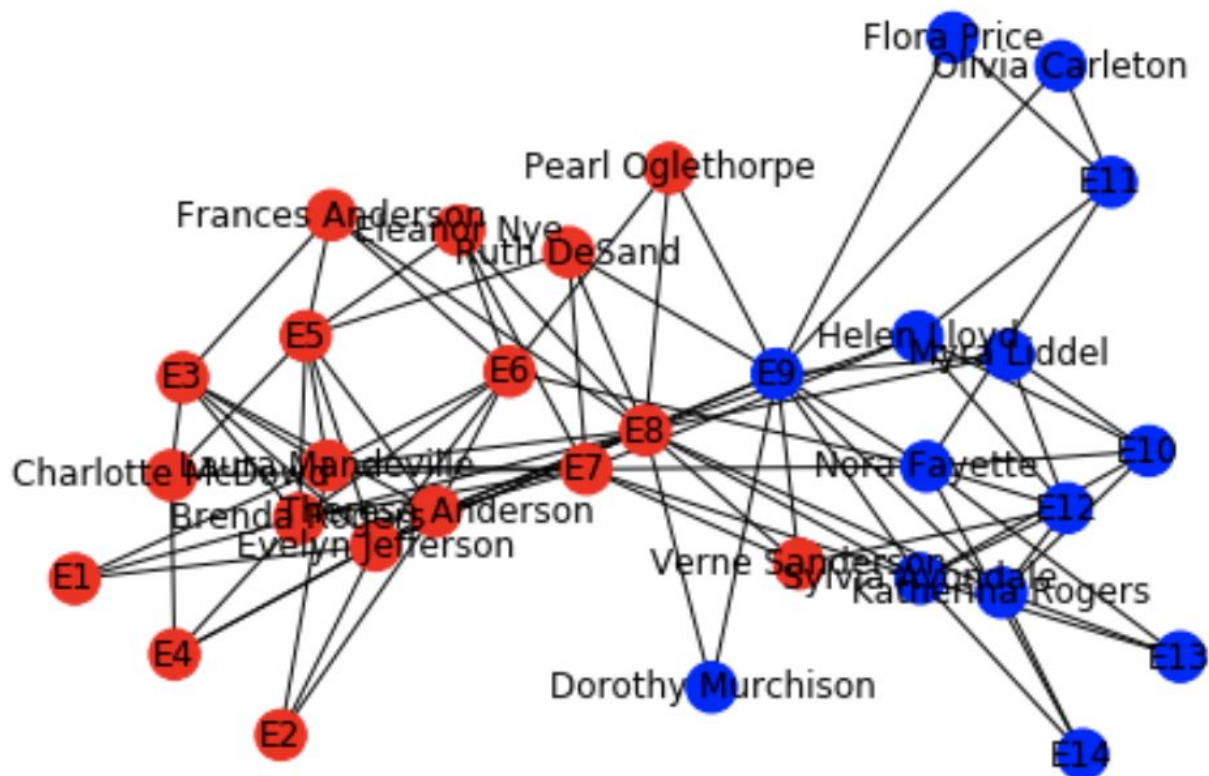 Flora Price
Olivia Carleton
Pearl Oglethorpe
E11
Frances Anderson
Eleanor Nye
Ruth DeSand
E5
Helen Lloyd
Myra Liddel
E3
E6
E9
E8
E10
Charlotte McDowd
Laura Mandeville
E7
Nora Fayette
Brenda Rogers
Theresa Anderson
E12
Evelyn Jefferson
Verne Sanderson
E1
Sylvia Avondale
Katherina Rogers
E4
E13
Dorothy Murchison
E2
E14